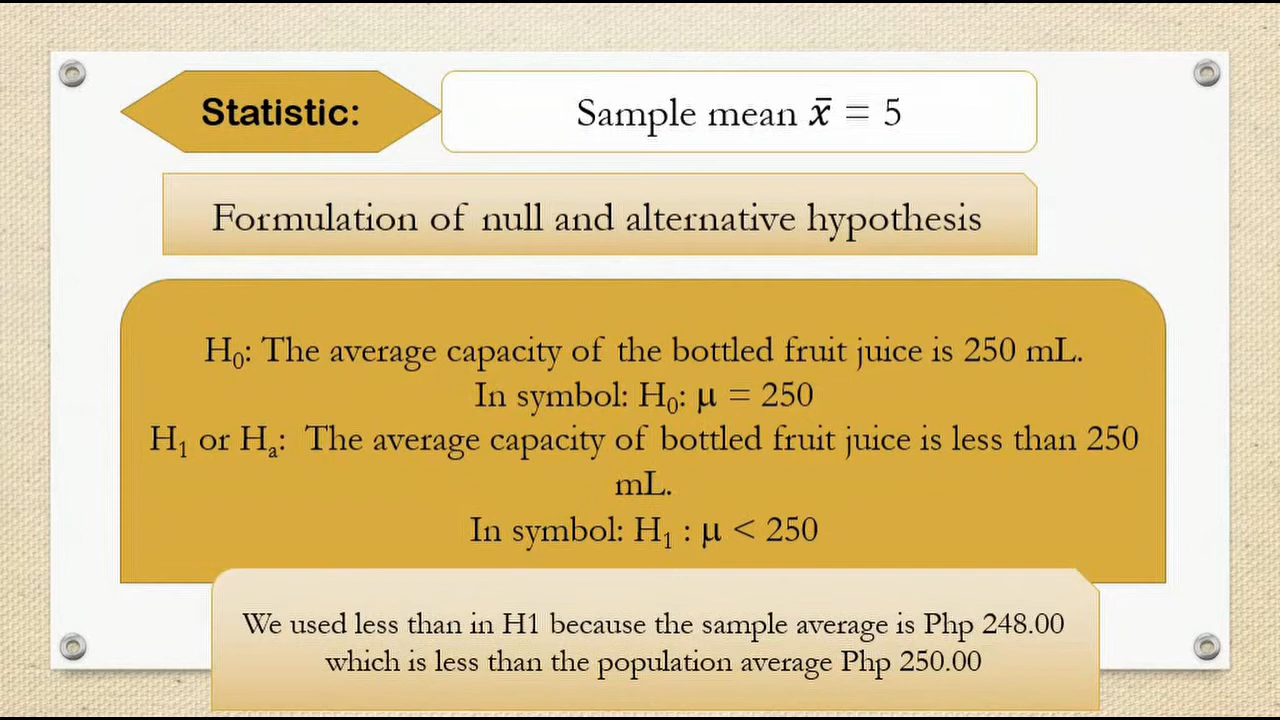 Statistic:
Sample mean x̄ = 5
Formulation of null and alternative hypothesis
H₀: The average capacity of the bottled fruit juice is 250 mL.
In symbol: H₀: μ = 250
H₁ or Hₐ: The average capacity of bottled fruit juice is less than 250
mL.
In symbol: H₁ : μ < 250
We used less than in H1 because the sample average is Php 248.00
which is less than the population average Php 250.00